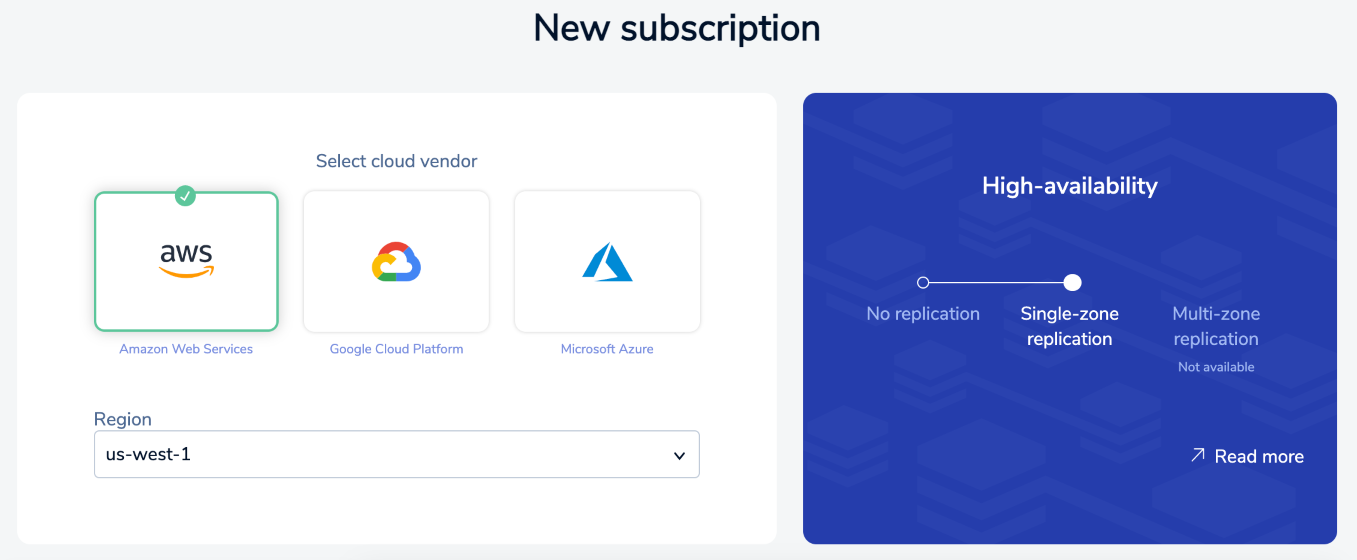 New subscription
Select cloud vendor
aws
Amazon Web Services
Google Cloud Platform
Microsoft Azure
Region
us-west-1
High-availability
No replication
Single-zone
replication
Multi-zone
replication
Not available
Read more